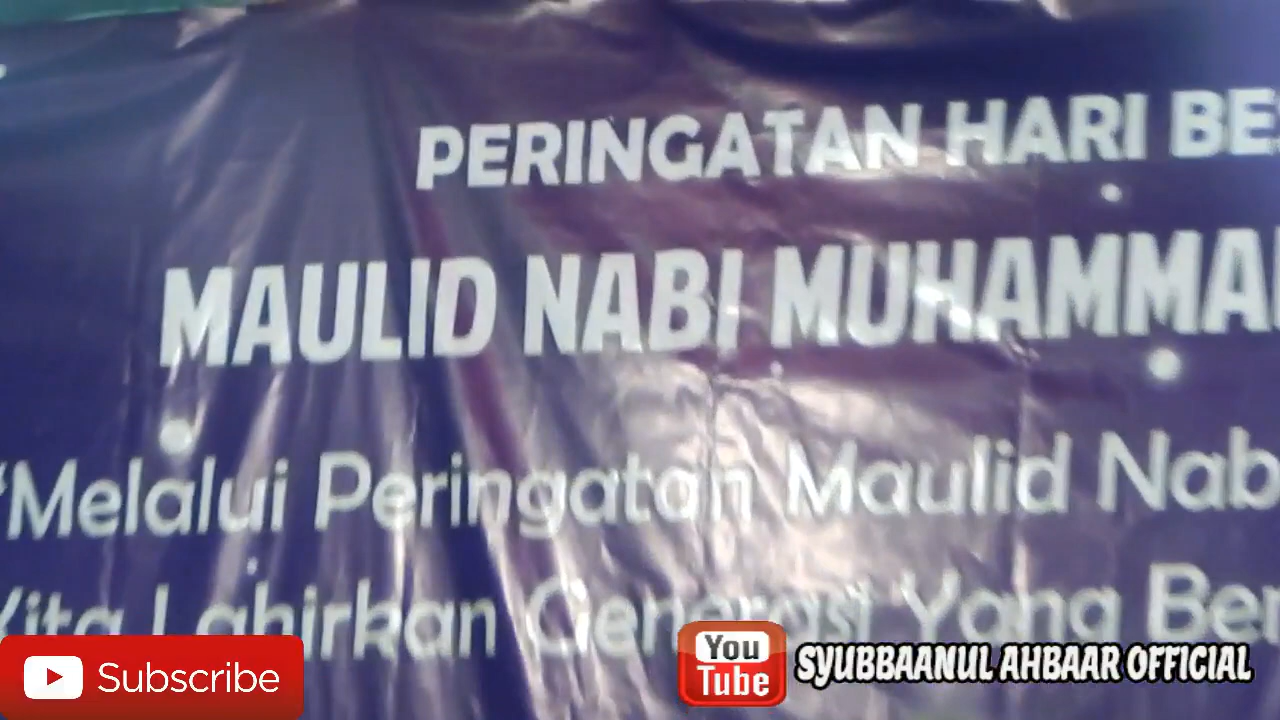 PERINGATAN HARI BE
MAULID NABI MUHAMMA
"Melalui Peringatan Maulid Nab
Kita Lahirkan Generasi Yang Ber
Subscribe
You
Tube
SYUBBAANUL AHBAAR OFFICIAL